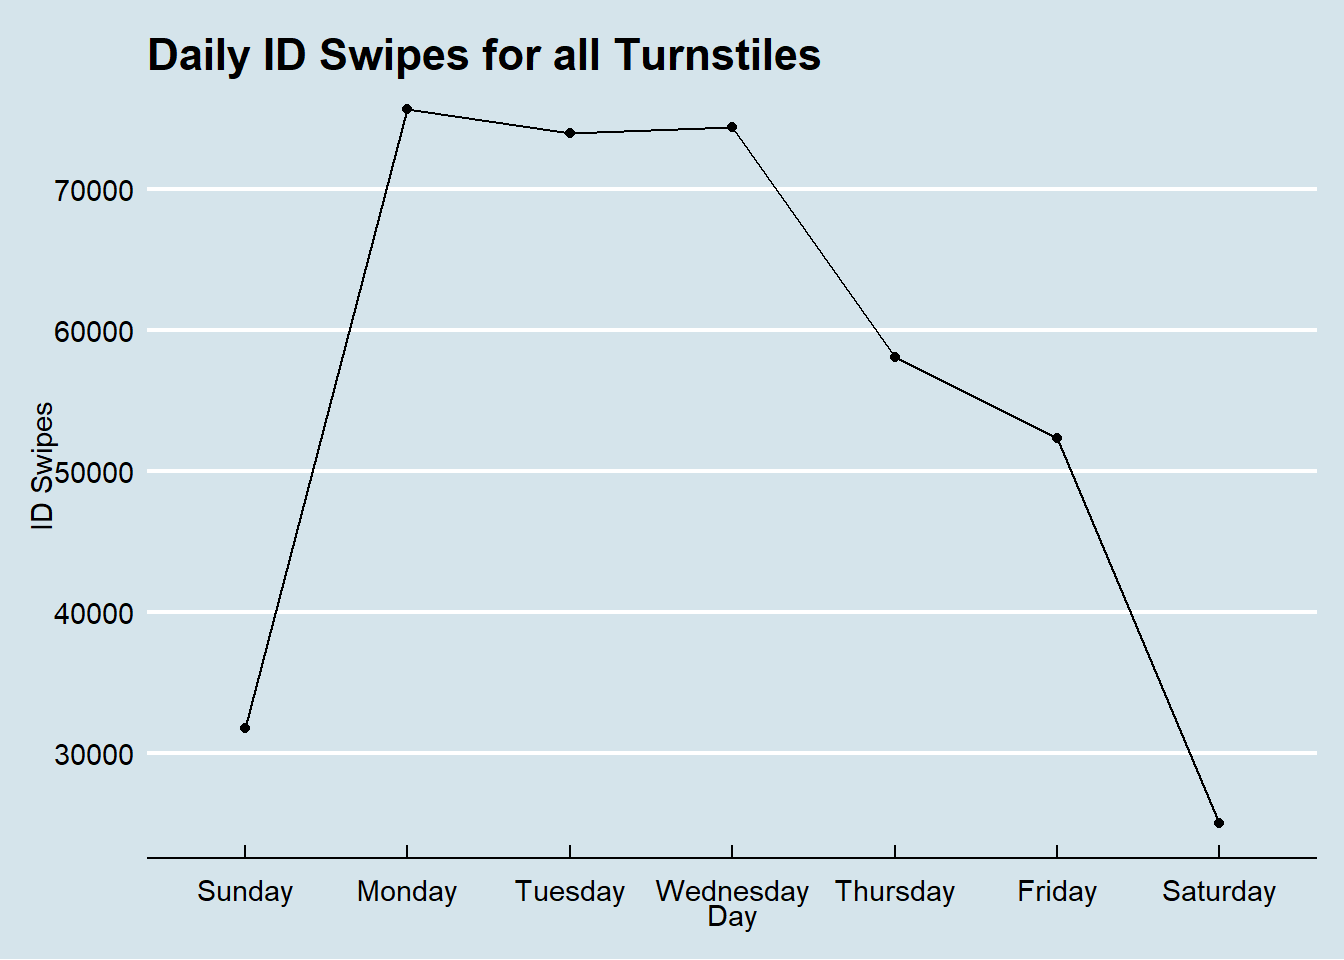 Daily ID Swipes for all Turnstiles
70000
60000
50000
40000
30000
ID Swipes
Sunday Monday Tuesday Wednesday Thursday Friday Saturday
Day